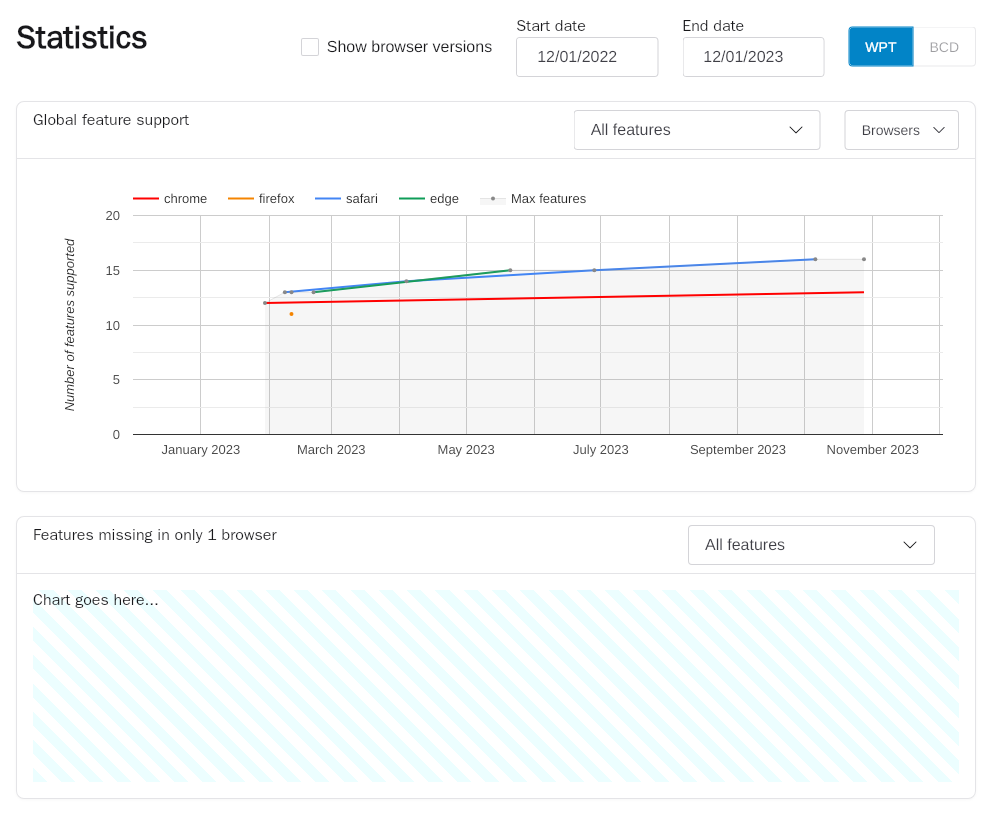 Statistics
Show browser versions
Start date
12/01/2022
End date
12/01/2023
WPT
BCD
Global feature support
All features
Browsers
chrome firefox safari edge Max features
Number of features supported
20
15
10
5
0
January 2023 March 2023 May 2023 July 2023 September 2023 November 2023
Features missing in only 1 browser
All features
Chart goes here...